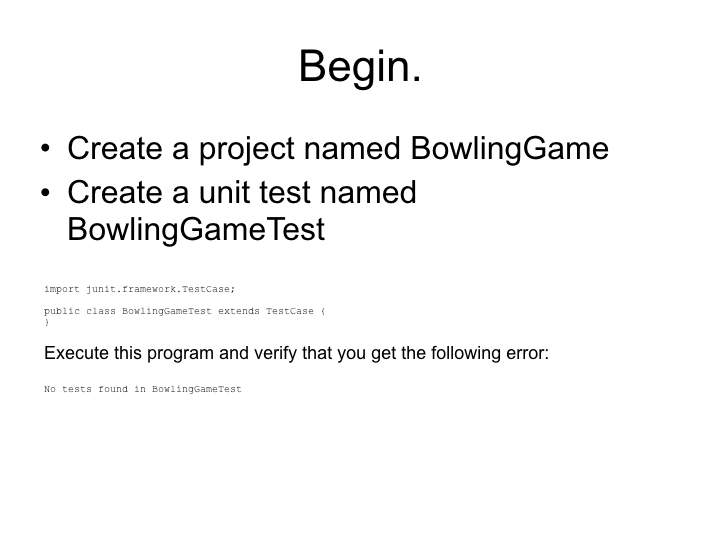 Begin.
• Create a project named BowlingGame
• Create a unit test named
BowlingGameTest
import junit.framework.TestCase;
public class BowlingGameTest extends TestCase {
}
Execute this program and verify that you get the following error:
No tests found in BowlingGameTest